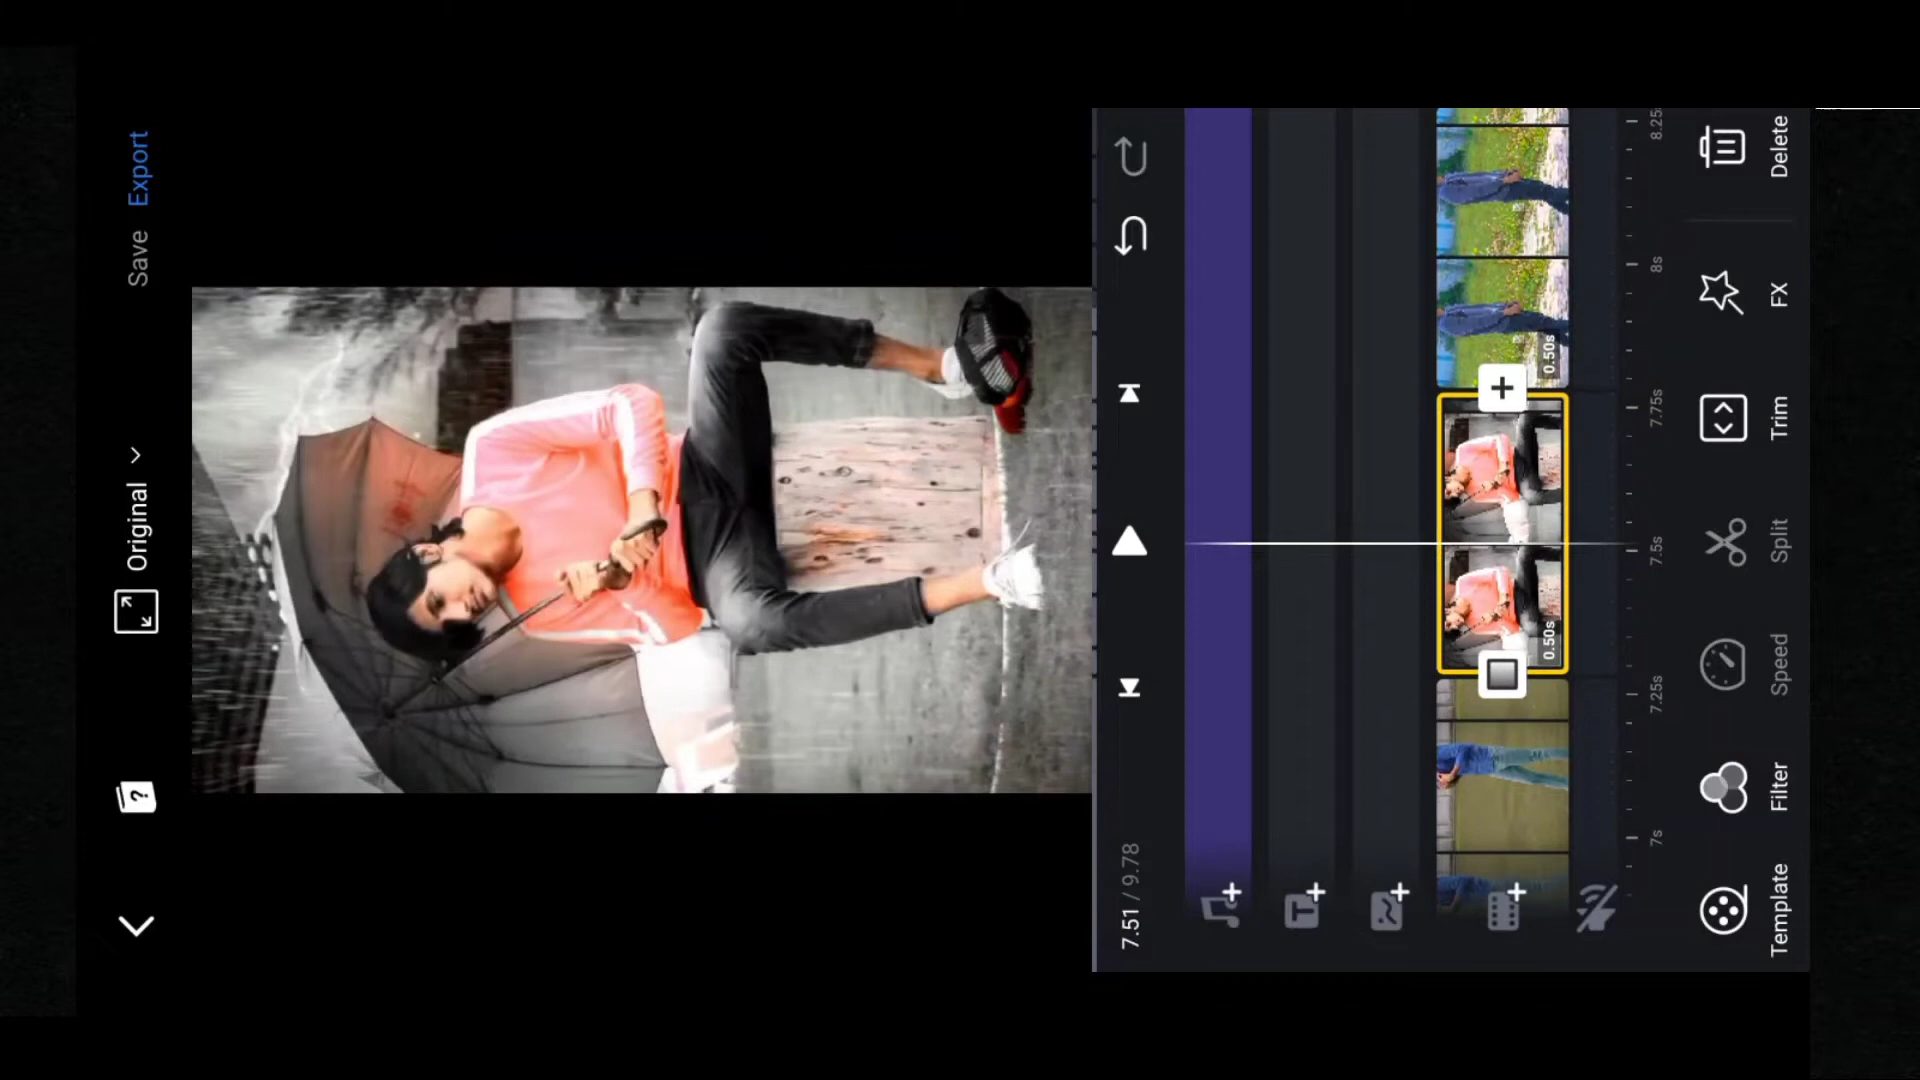 Original
Save Export
7.51 / 9.78
0.50s
0.50s
7s
7.25s
7.5s
7.75s
8s
8.25
Template
Filter
Speed
Split
Trim
FX
Delete